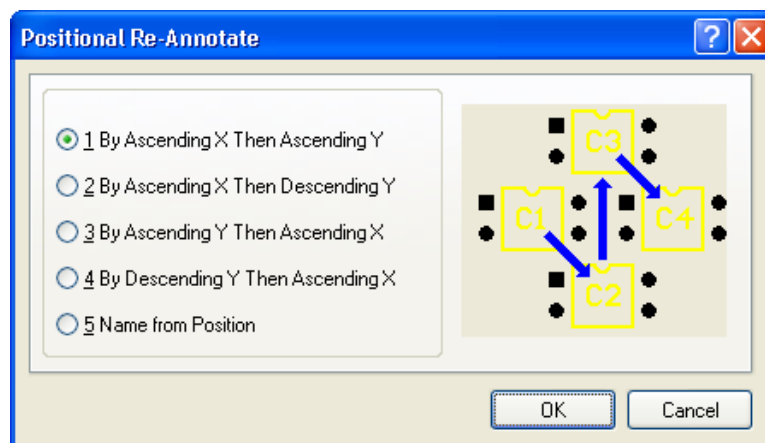 Positional Re-Annotate
1 By Ascending X Then Ascending Y
2 By Ascending X Then Descending Y
3 By Ascending Y Then Ascending X
4 By Descending Y Then Ascending X
5 Name from Position
C3
C1
C4
C2
OK
Cancel